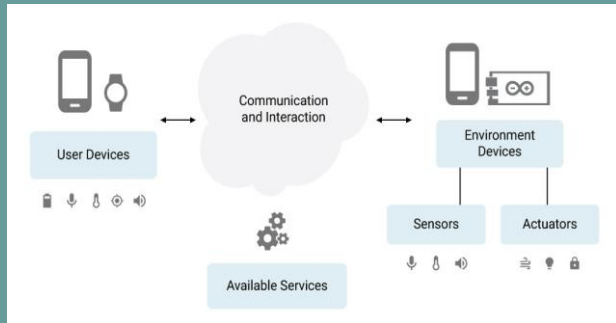 Communication
and Interaction
User Devices
Environment
Devices
Sensors
Actuators
Available Services